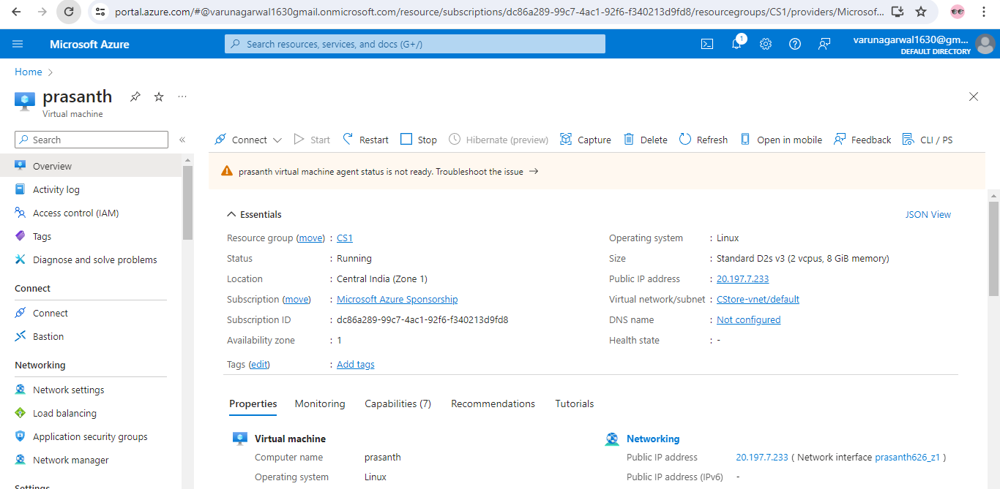 portal.azure.com/#@varunagarwal1630gmail.onmicrosoft.com/resource/subscriptions/dc86a289-99c7-4ac1-92f6-f340213d9fd8/resourcegroups/CS1/providers/Microsof...
Microsoft Azure
Search resources, services, and docs (G+/)
1
varunagarwal1630@gm...
DEFAULT DIRECTORY
Home
prasanth
Virtual machine
Search
Connect
Start
Restart
Stop
Hibernate (preview)
Capture
Delete
Refresh
Open in mobile
Feedback
CLI / PS
Overview
Activity log
Access control (IAM)
Tags
Diagnose and solve problems
Connect
Connect
Bastion
Networking
Network settings
Load balancing
Application security groups
Network manager
Settings
prasanth virtual machine agent status is not ready. Troubleshoot the issue →
Essentials
JSON View
Resource group (move) : CS1
Status : Running
Location : Central India (Zone 1)
Subscription (move) : Microsoft Azure Sponsorship
Subscription ID : dc86a289-99c7-4ac1-92f6-f340213d9fd8
Availability zone : 1
Tags (edit) : Add tags
Operating system : Linux
Size : Standard D2s v3 (2 vcpus, 8 GiB memory)
Public IP address : 20.197.7.233
Virtual network/subnet : CStore-vnet/default
DNS name : Not configured
Health state : -
Properties
Monitoring
Capabilities (7)
Recommendations
Tutorials
Virtual machine
Computer name prasanth
Operating system Linux
Networking
Public IP address 20.197.7.233 ( Network interface prasanth626_z1 )
Public IP address (IPv6) -